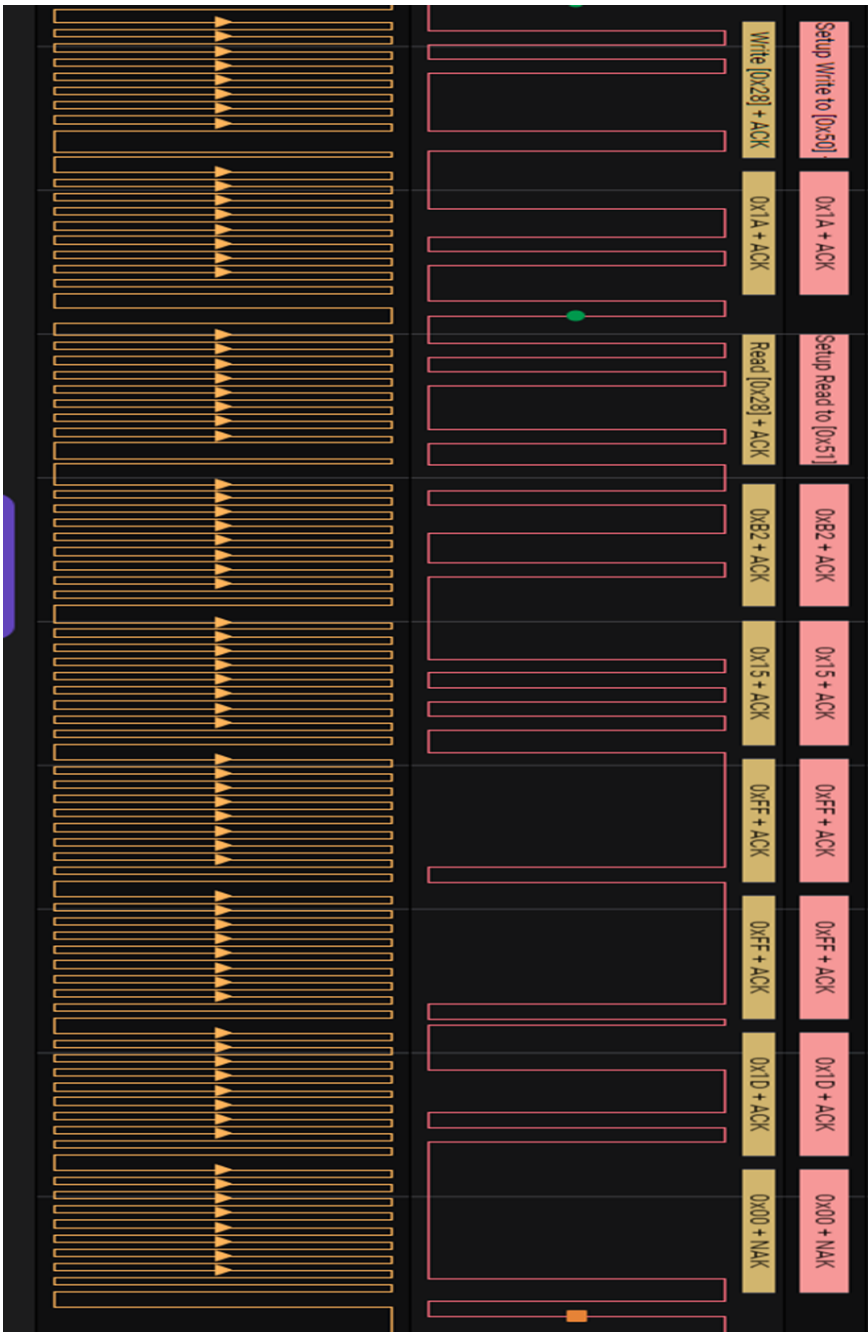 Setup Write to [0x50]
0x1A + ACK
Setup Read to [0x51]
0xB2 + ACK
0x15 + ACK
0xFF + ACK
0xFF + ACK
0x1D + ACK
0x00 + NAK
Write [0x28] + ACK
0x1A + ACK
Read [0x28] + ACK
0xB2 + ACK
0x15 + ACK
0xFF + ACK
0xFF + ACK
0x1D + ACK
0x00 + NAK